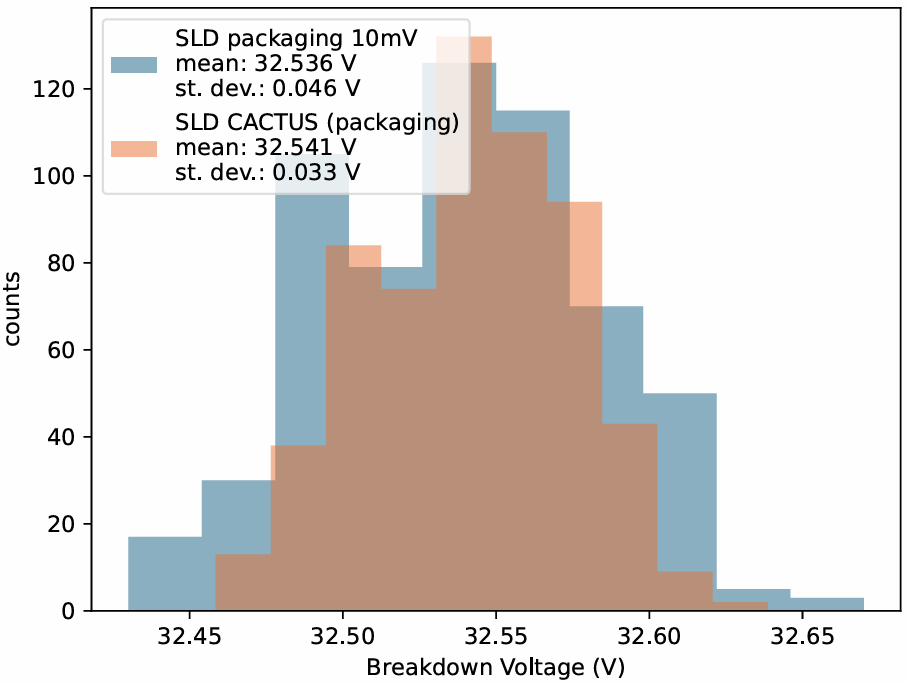 SLD packaging 10mV
mean: 32.536 V
st. dev.: 0.046 V
SLD CACTUS (packaging)
mean: 32.541 V
st. dev.: 0.033 V
120
100
80
60
40
20
0
counts
32.45 32.50 32.55 32.60 32.65
Breakdown Voltage (V)